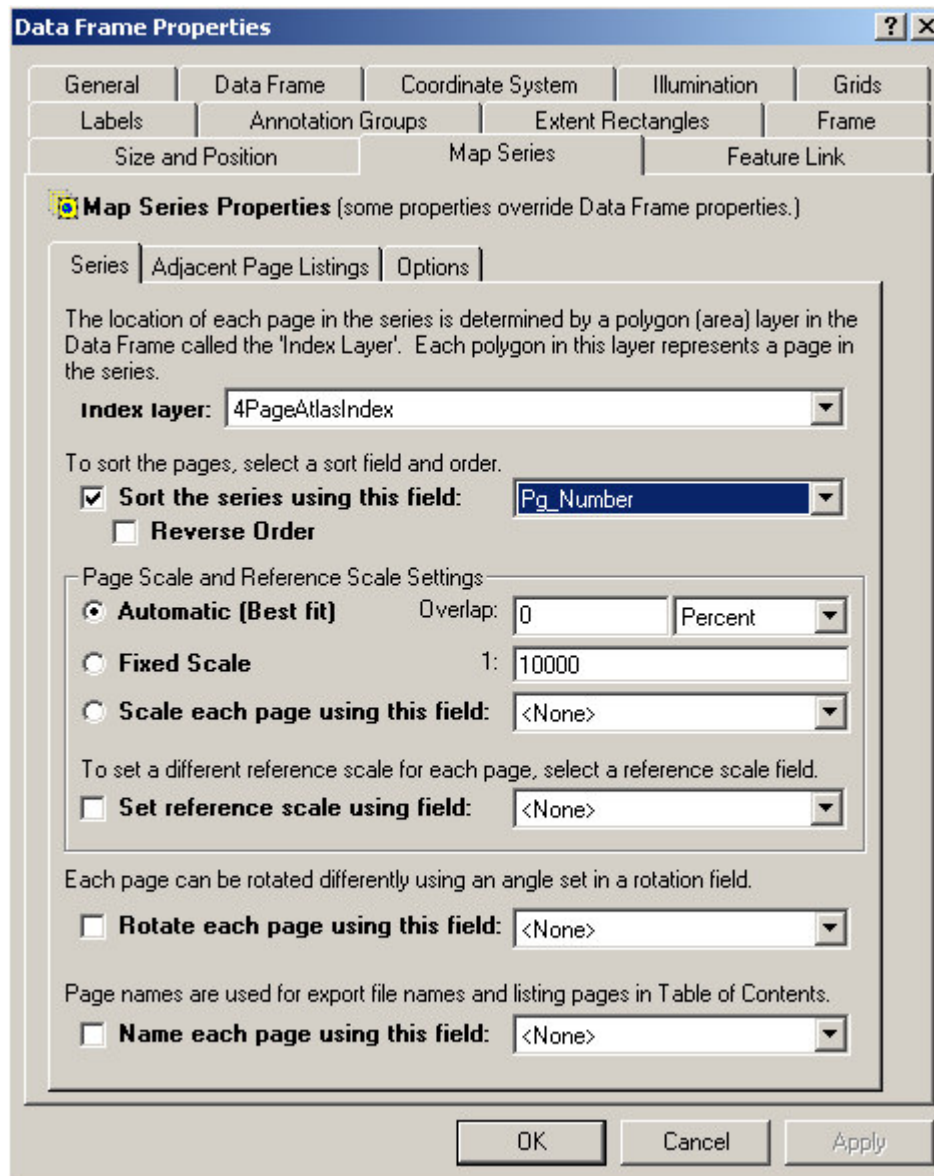 Data Frame Properties
General Data Frame Coordinate System Illumination Grids
Labels Annotation Groups Extent Rectangles Frame
Size and Position Map Series Feature Link
Map Series Properties (some properties override Data Frame properties.)
Series Adjacent Page Listings Options
The location of each page in the series is determined by a polygon (area) layer in the
Data Frame called the 'Index Layer'. Each polygon in this layer represents a page in
the series.
Index layer: 4PageAtlasIndex
To sort the pages, select a sort field and order.
Sort the series using this field: Pg_Number
Reverse Order
Page Scale and Reference Scale Settings
Automatic (Best fit) Overlap: 0 Percent
Fixed Scale 1: 10000
Scale each page using this field: <None>
To set a different reference scale for each page, select a reference scale field.
Set reference scale using field: <None>
Each page can be rotated differently using an angle set in a rotation field.
Rotate each page using this field: <None>
Page names are used for export file names and listing pages in Table of Contents.
Name each page using this field: <None>
OK Cancel Apply